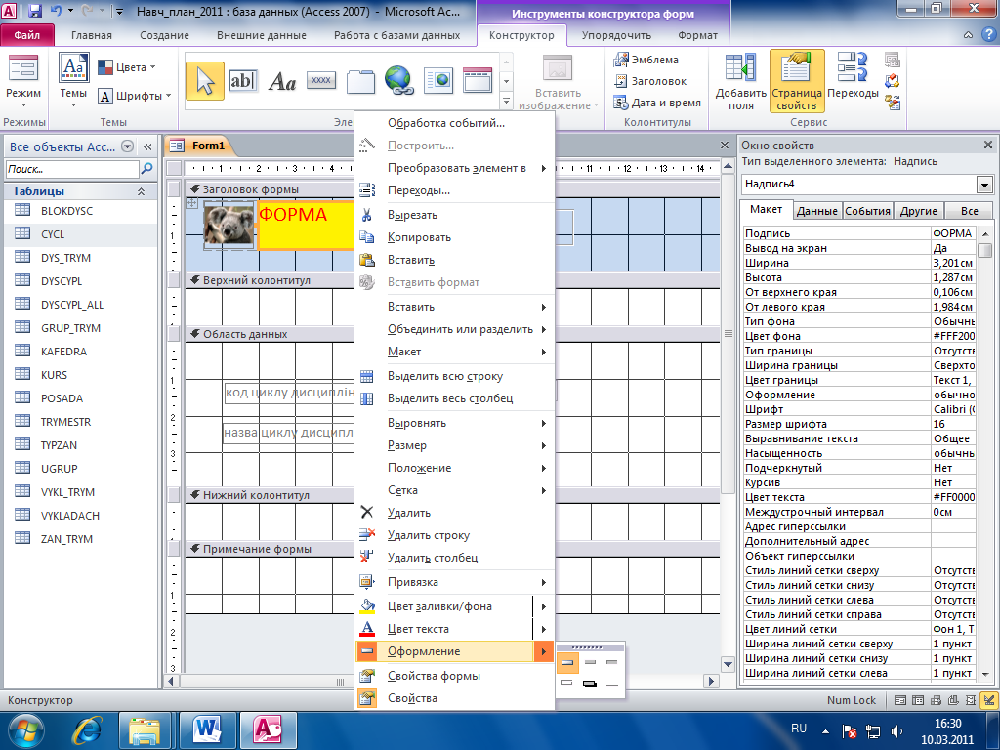 Навч_план_2011 : база данных (Access 2007) - Microsoft Ac...
Инструменты конструктора форм
Файл
Главная
Создание
Внешние данные
Работа с базами данных
Конструктор
Упорядочить
Формат
Режим
Режимы
Aa
Темы
Цвета
Шрифты
Темы
ab
Aa
XXXX
Эле
Вставить
изображение
Эмблема
Заголовок
Дата и время
Колонтитулы
Добавить
поля
Страница
свойств
Переходы
Сервис
Все объекты Acc...
Поиск...
Таблицы
BLOKDYSC
CYCL
DYS_TRYM
DYSCYPL
DYSCYPL_ALL
GRUP_TRYM
KAFEDRA
KURS
POSADA
TRYMESTR
TYPZAN
UGRUP
VYKL_TRYM
VYKLADACH
ZAN_TRYM
Form1
Заголовок формы
ФОРМА
Верхний колонтитул
Область данных
код циклу дисциплін
назва циклу дисципл
Нижний колонтитул
Примечание формы
Обработка событий...
Построить...
Преобразовать элемент в
Переходы...
Вырезать
Копировать
Вставить
Вставить формат
Вставить
Объединить или разделить
Макет
Выделить всю строку
Выделить весь столбец
Выровнять
Размер
Положение
Сетка
Удалить
Удалить строку
Удалить столбец
Привязка
Цвет заливки/фона
Цвет текста
Оформление
Свойства формы
Свойства
Окно свойств
Тип выделенного элемента: Надпись
Надпись4
Макет Данные События Другие Все
Подпись ФОРМА
Вывод на экран Да
Ширина 3,201см
Высота 1,287см
От верхнего края 0,106см
От левого края 1,984см
Тип фона Обычнь
Цвет фона #FFF200
Тип границы Отсутст
Ширина границы Сверхто
Цвет границы Текст 1,
Оформление обычно
Шрифт Calibri (
Размер шрифта 16
Выравнивание текста Общее
Насыщенность обычнь
Подчеркнутый Нет
Курсив Нет
Цвет текста #FF0000
Междустрочный интервал 0см
Адрес гиперссылки
Дополнительный адрес
Объект гиперссылки
Стиль линий сетки сверху Отсутств
Стиль линий сетки снизу Отсутств
Стиль линий сетки слева Отсутств
Стиль линий сетки справа Отсутств
Цвет линий сетки Фон 1, Т
Ширина линий сетки сверху 1 пункт
Ширина линий сетки снизу 1 пункт
Ширина линий сетки слева 1 пункт
Конструктор
Num Lock
RU
16:30
10.03.2011